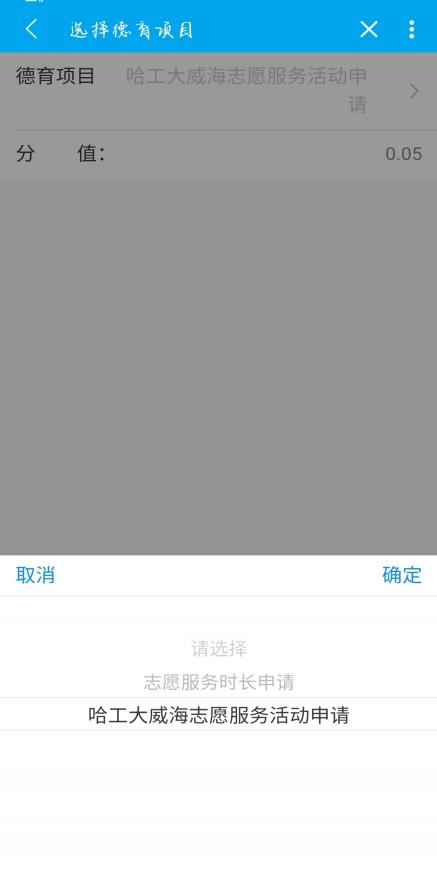 选择德育项目
德育项目 哈工大威海志愿服务活动申
请
分 值： 0.05
取消 确定
请选择
志愿服务时长申请
哈工大威海志愿服务活动申请